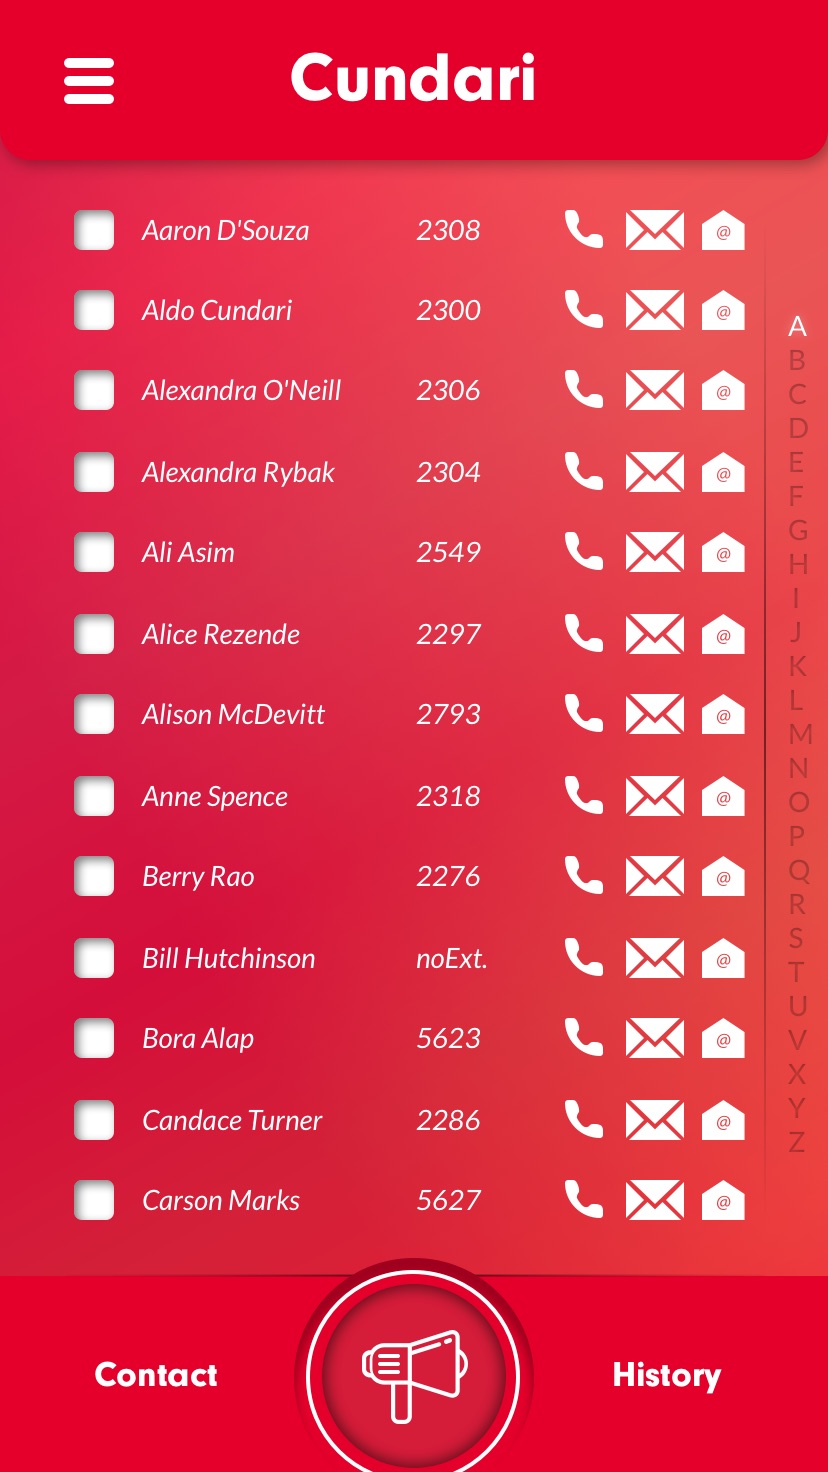 Cundari
Aaron D'Souza 2308 @
Aldo Cundari 2300 @
Alexandra O'Neill 2306 @
Alexandra Rybak 2304 @
Ali Asim 2549 @
Alice Rezende 2297 @
Alison McDevitt 2793 @
Anne Spence 2318 @
Berry Rao 2276 @
Bill Hutchinson noExt. @
Bora Alap 5623 @
Candace Turner 2286 @
Carson Marks 5627 @
A
B
C
D
E
F
G
H
I
J
K
L
M
N
O
P
Q
R
S
T
U
V
X
Y
Z
Contact History